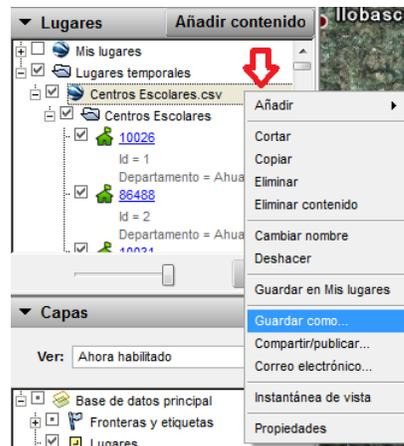 Lugares
Añadir contenido
llobasc
Mis lugares
Lugares temporales
Centros Escolares.csv
Centros Escolares
10026
Id = 1
Departamento = Ahua
86488
Id = 2
Departamento = Ahua
10031
Añadir
Cortar
Copiar
Eliminar
Eliminar contenido
Cambiar nombre
Deshacer
Guardar en Mis lugares
Guardar como...
Compartir/publicar...
Correo electrónico...
Instantánea de vista
Propiedades
Capas
Ver: Ahora habilitado
Base de datos principal
Fronteras y etiquetas
Lugares